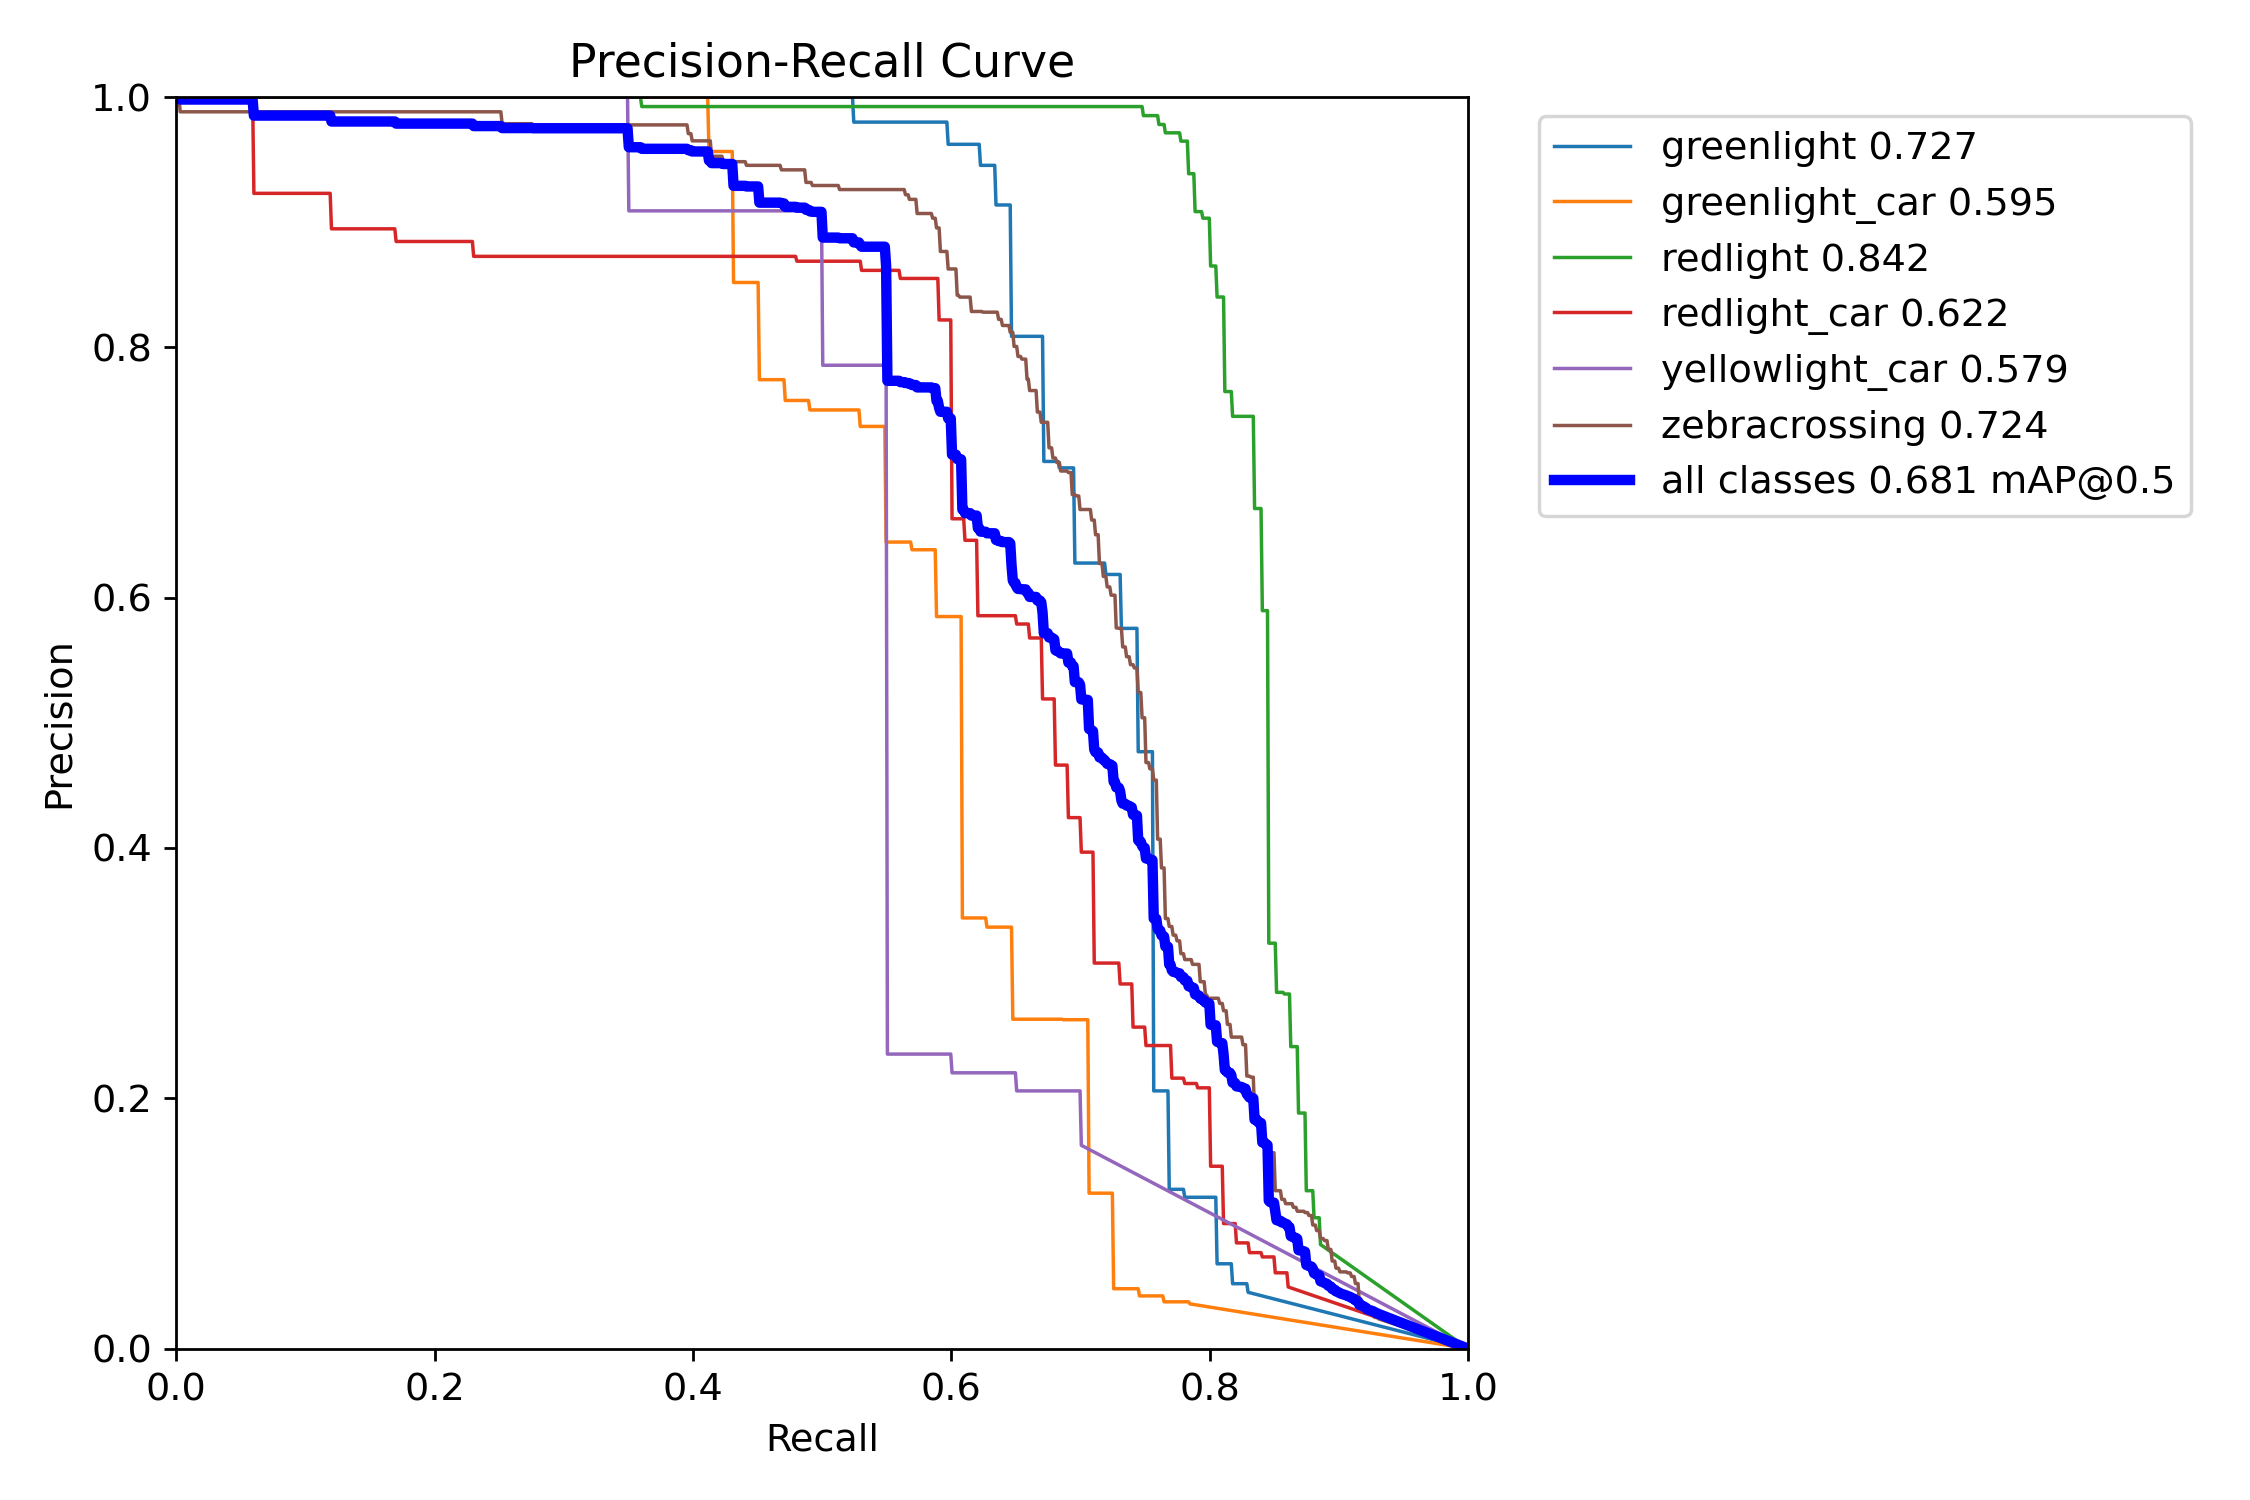 Precision-Recall Curve
1.0
0.8
0.6
0.4
0.2
0.0
Precision
0.0 0.2 0.4 0.6 0.8 1.0
Recall
greenlight 0.727
greenlight_car 0.595
redlight 0.842
redlight_car 0.622
yellowlight_car 0.579
zebracrossing 0.724
all classes 0.681 mAP@0.5